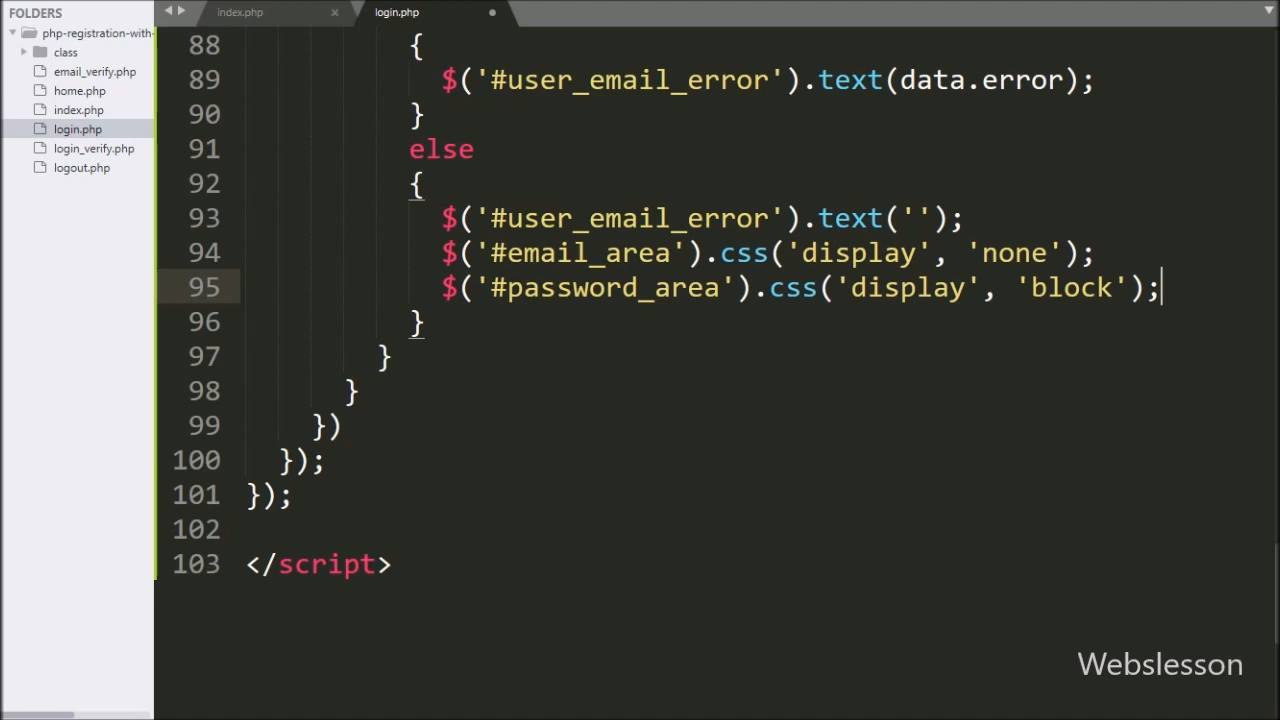 FOLDERS
php-registration-with-
class
email_verify.php
home.php
index.php
login.php
login_verify.php
logout.php
index.php × login.php
88 {
89 $('#user_email_error').text(data.error);
90 }
91 else
92 {
93 $('#user_email_error').text('');
94 $('#email_area').css('display', 'none');
95 $('#password_area').css('display', 'block');
96 }
97 }
98 }
99 })
100 });
101 });
102
103 </script>
Webslesson